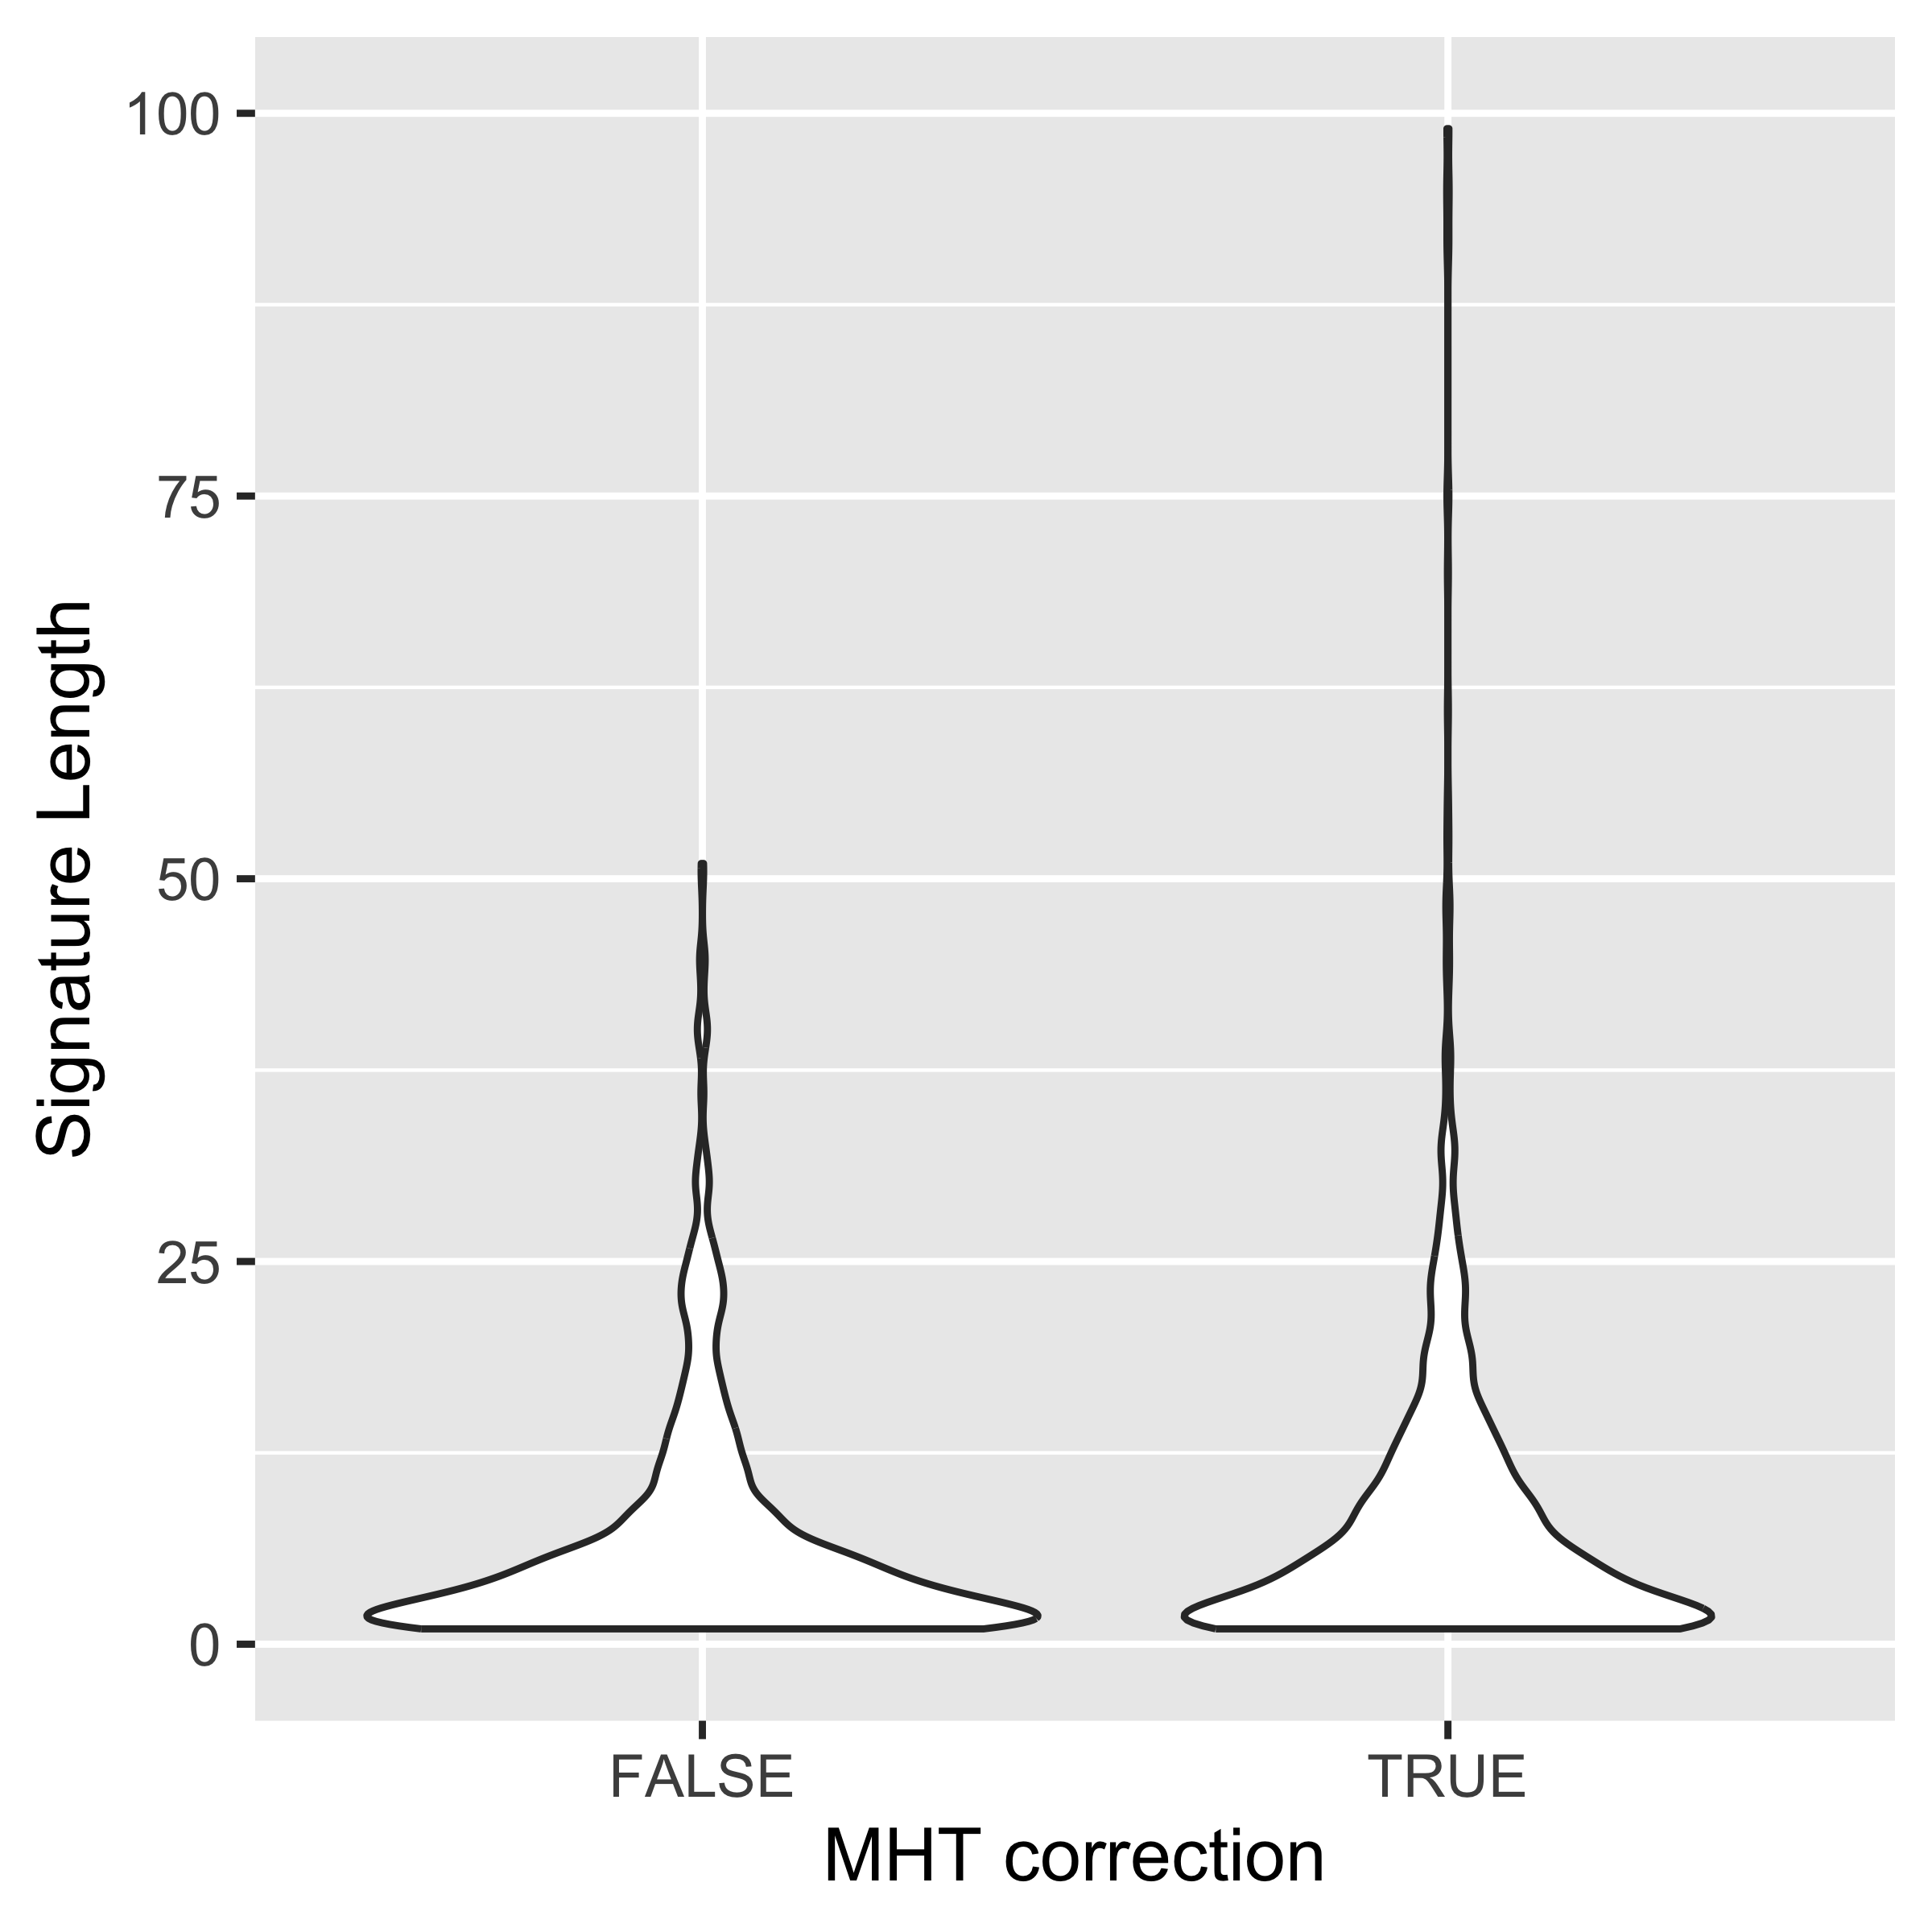 100
75
50
25
0
Signature Length
FALSE TRUE
MHT correction